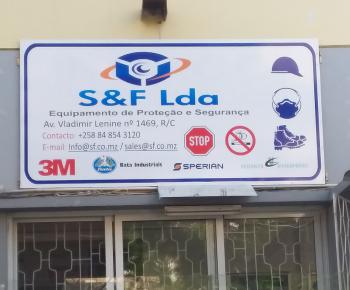 S&F Lda
Equipamento de Proteção e Segurança
Av. Vladimir Lenine nº 1469, R/C
Contacto: +258 84 854 3120
E-mail: Info@sf.co.mz / sales@sf.co.mz
STOP
3M
Bata Industrials
SPERIAN